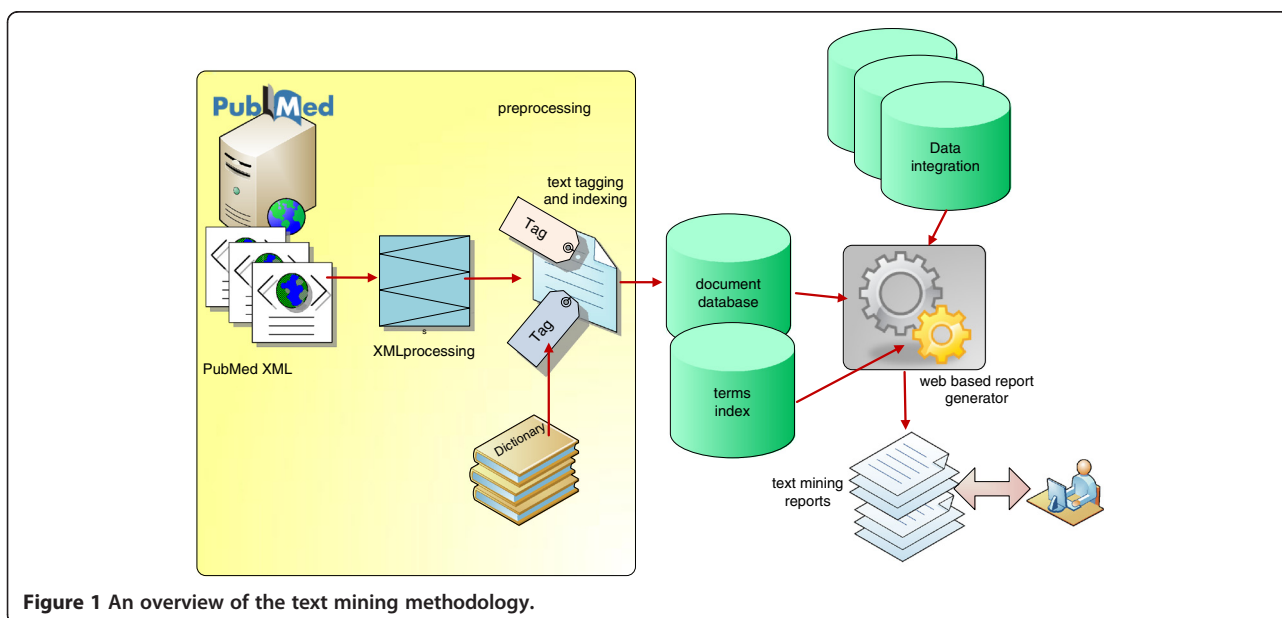 PubMed
preprocessing
text tagging
and indexing
Tag
Tag
s
XMLprocessing
PubMed XML
Dictionary
document
database
terms
index
Data
integration
web based report
generator
text mining
reports
Figure 1 An overview of the text mining methodology.